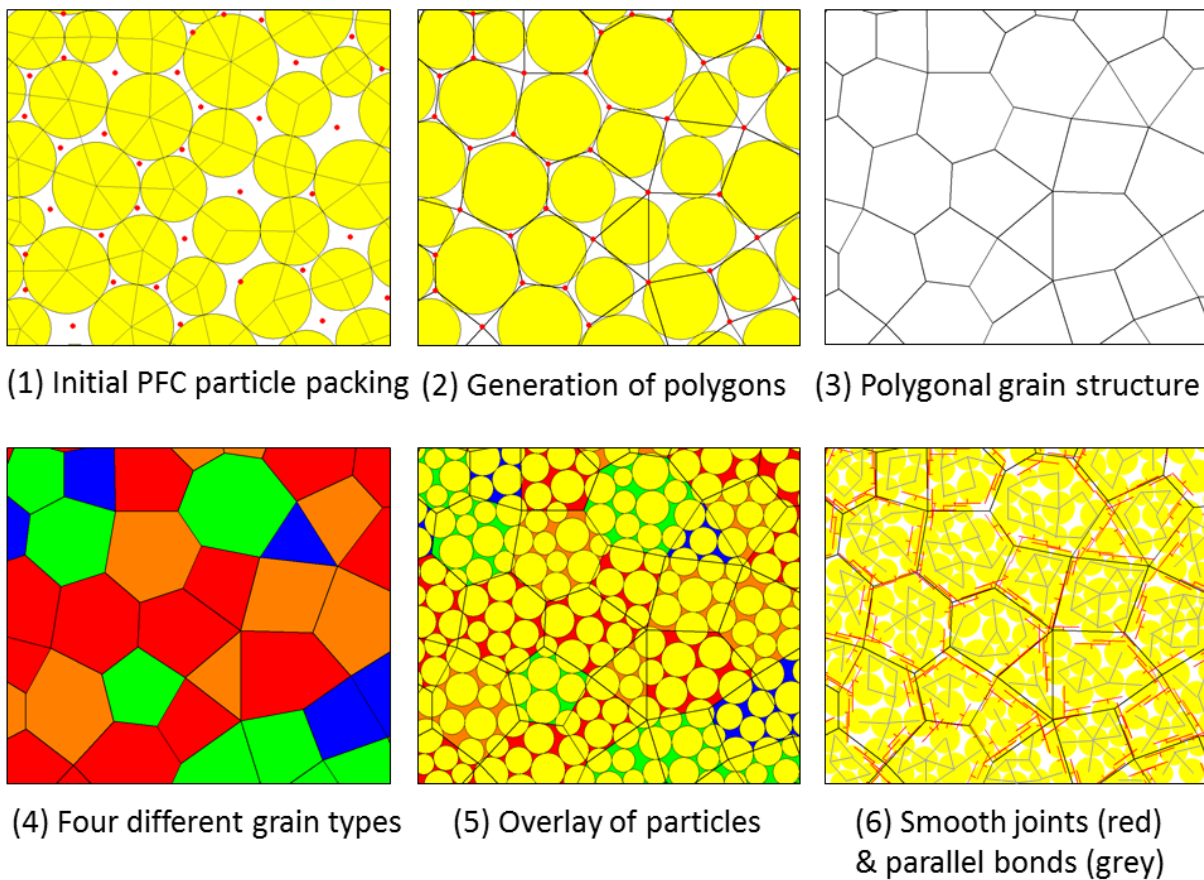 (1) Initial PFC particle packing
(2) Generation of polygons
(3) Polygonal grain structure
(4) Four different grain types
(5) Overlay of particles
(6) Smooth joints (red)
& parallel bonds (grey)